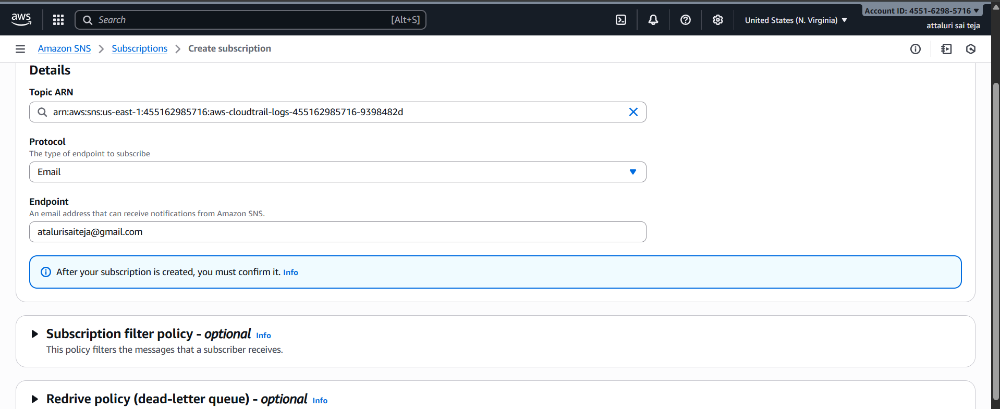 aws
Search [Alt+S]
United States (N. Virginia)
Account ID: 4551-6298-5716
attaluri sai teja
Amazon SNS
Subscriptions
Create subscription
Details
Topic ARN
arn:aws:sns:us-east-1:455162985716:aws-cloudtrail-logs-455162985716-9398482d
Protocol
The type of endpoint to subscribe
Email
Endpoint
An email address that can receive notifications from Amazon SNS.
atalurisaiteja@gmail.com
After your subscription is created, you must confirm it. Info
Subscription filter policy - optional Info
This policy filters the messages that a subscriber receives.
Redrive policy (dead-letter queue) - optional Info